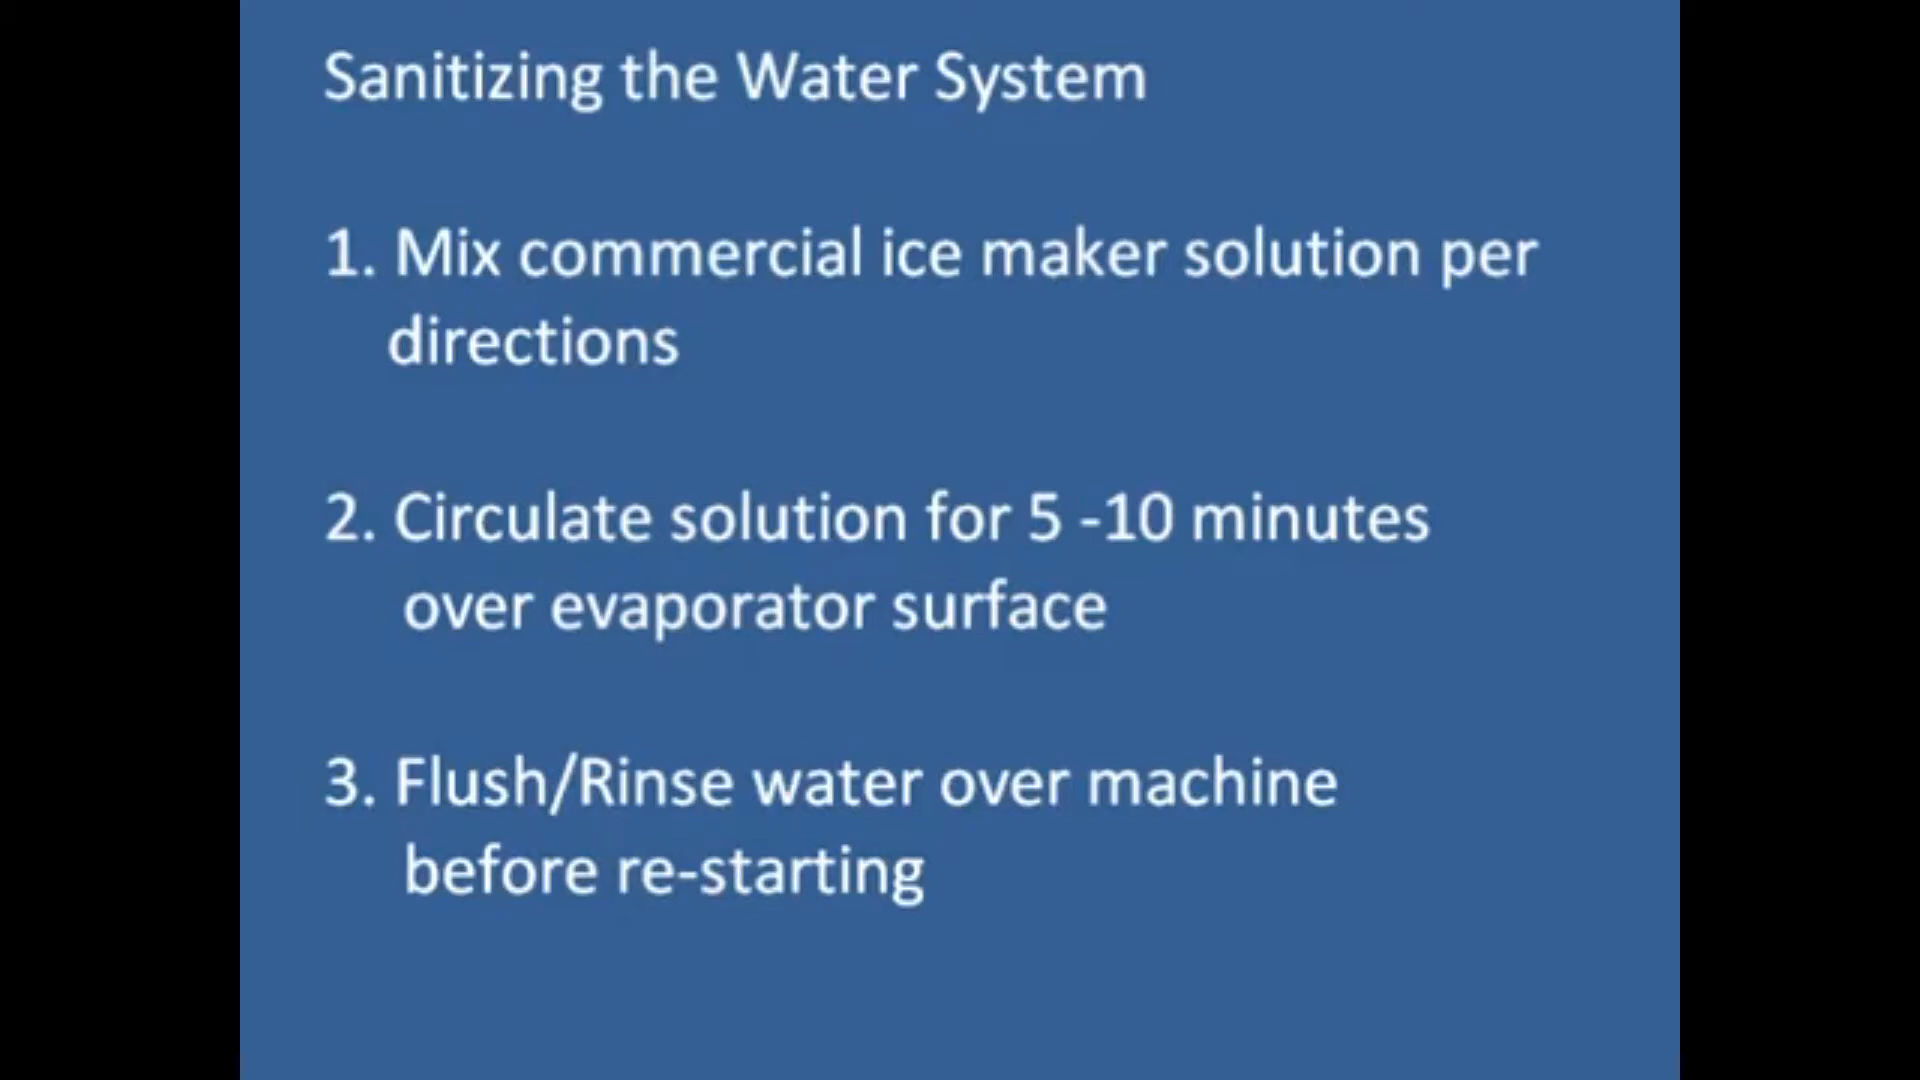 Sanitizing the Water System
1. Mix commercial ice maker solution per
directions
2. Circulate solution for 5 -10 minutes
over evaporator surface
3. Flush/Rinse water over machine
before re-starting